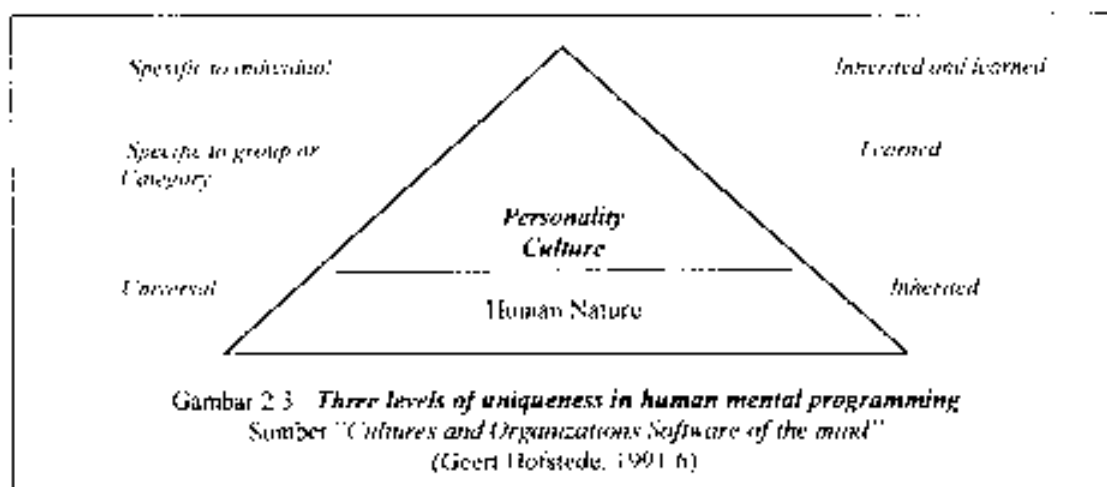 Spesific to individual
Inherited and learned
Spesific to group or
Category
Learned
Personality
Culture
Universal
Inherited
Human Nature
Gambar 2.3 Three levels of uniqueness in human mental programming
Sumber "Cultures and Organizations Software of the mind"
(Geert Hofstede, 1991 6)